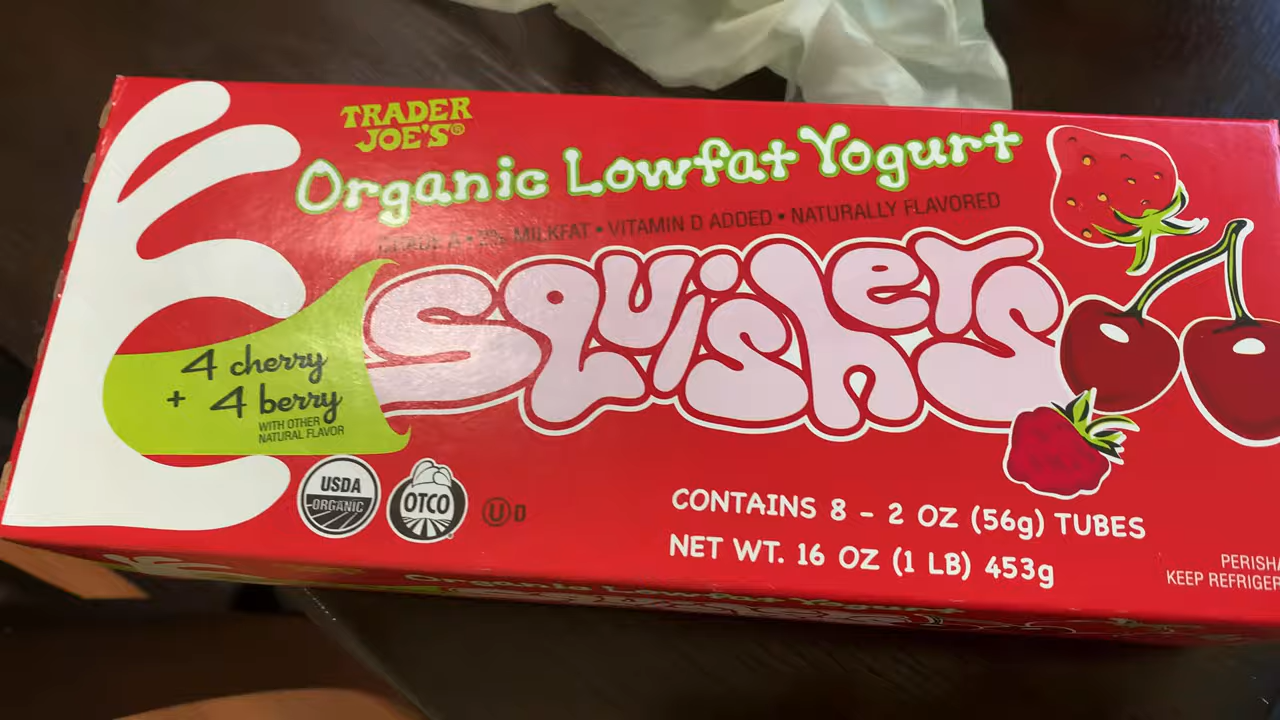 TRADER
JOE'S®
Organic Lowfat Yogurt
GRADE A • 2% MILKFAT • VITAMIN D ADDED • NATURALLY FLAVORED
squishers
4 cherry
+ 4 berry
WITH OTHER
NATURAL FLAVOR
USDA
ORGANIC
OTCO
U D
CONTAINS 8 - 2 OZ (56g) TUBES
NET WT. 16 OZ (1 LB) 453g
PERISHA
KEEP REFRIGER
Organic Lowfat Yogurt